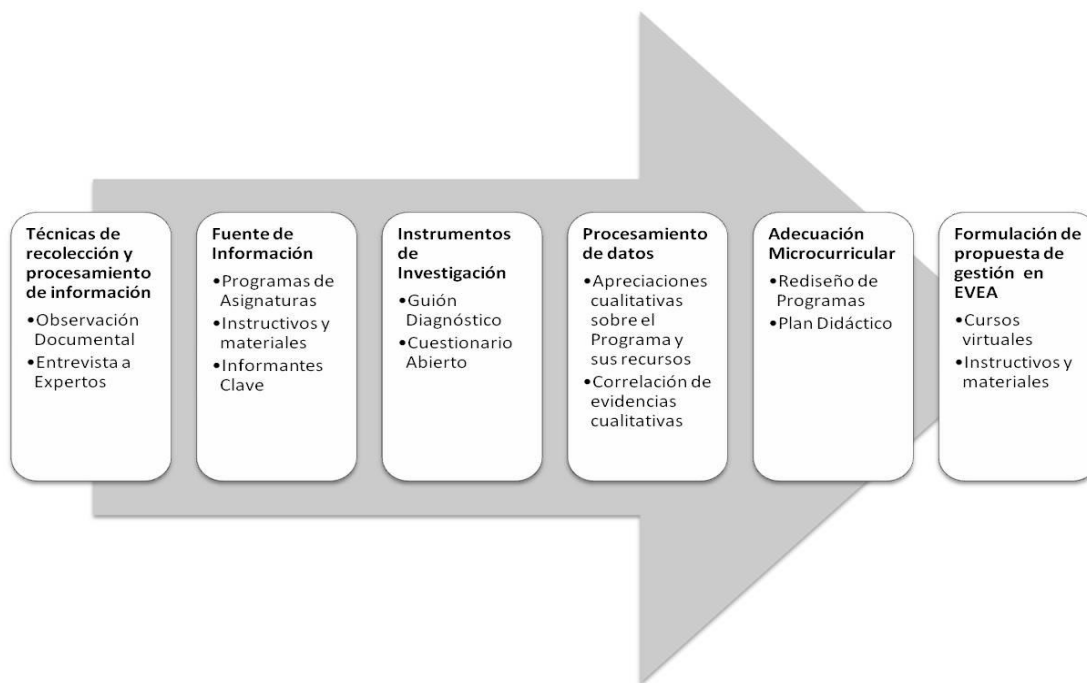 Técnicas de
recolección y
procesamiento
de información
•Observación
Documental
•Entrevista a
Expertos
Fuente de
Información
•Programas de
Asignaturas
•Instructivos y
materiales
•Informantes
Clave
Instrumentos
de
Investigación
•Guión
Diagnóstico
•Cuestionario
Abierto
Procesamiento
de datos
•Apreciaciones
cualitativas
sobre el
Programa y
sus recursos
•Correlación de
evidencias
cualitativas
Adecuación
Microcurricular
•Rediseño de
Programas
•Plan Didáctico
Formulación de
propuesta de
gestión en
EVEA
•Cursos
virtuales
•Instructivos y
materiales